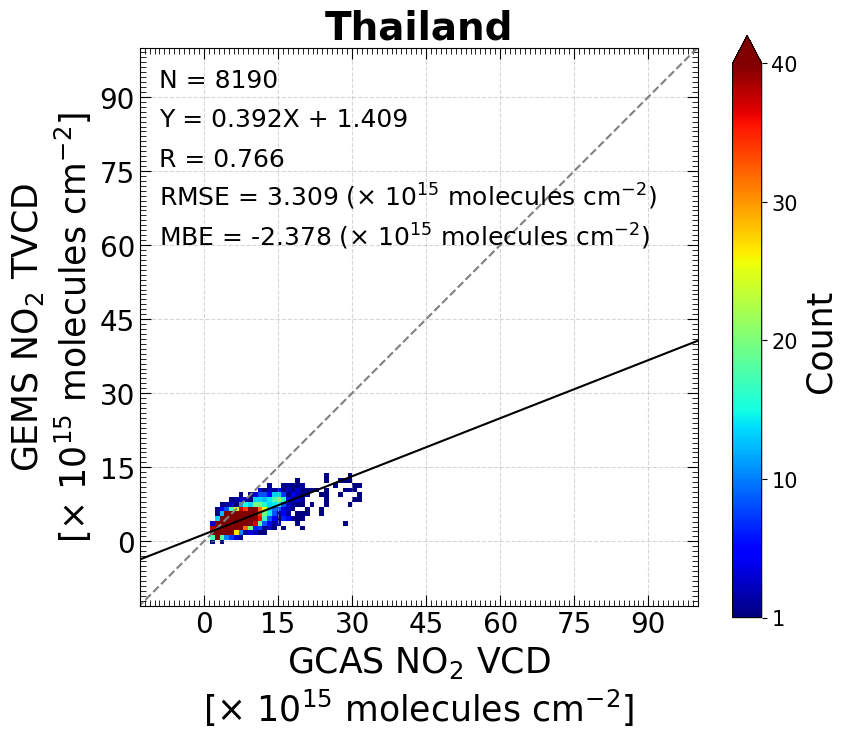 Thailand
N = 8190
Y = 0.392X + 1.409
R = 0.766
RMSE = 3.309 (× 10¹⁵ molecules cm⁻²)
MBE = -2.378 (× 10¹⁵ molecules cm⁻²)
GEMS NO₂ TVCD
[× 10¹⁵ molecules cm⁻²]
90
75
60
45
30
15
0
0 15 30 45 60 75 90
GCAS NO₂ VCD
[× 10¹⁵ molecules cm⁻²]
40
30
20
10
1
Count